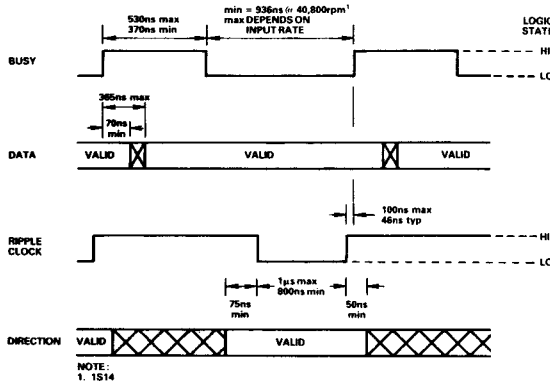 530ns max
370ns min
min = 936ns @ 40,800rpm¹
max DEPENDS ON
INPUT RATE
LOGIC
STAT
BUSY
HI
LO
365ns max
70ns
min
DATA
VALID
VALID
VALID
100ns max
46ns typ
RIPPLE
CLOCK
HI
LO
75ns
min
1µs max
800ns min
50ns
min
DIRECTION
VALID
VALID
NOTE:
1. 1S14